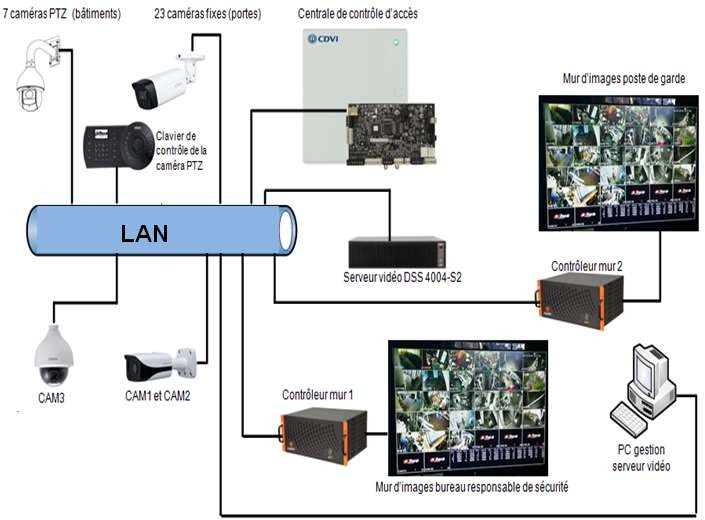 7 caméras PTZ (bâtiments)
23 caméras fixes (portes)
Centrale de contrôle d'accès
CDVI
Mur d'images poste de garde
Clavier de
contrôle de la
caméra PTZ
LAN
Serveur vidéo DSS 4004-S2
Contrôleur mur 2
CAM3
CAM1 et CAM2
Contrôleur mur 1
PC gestion
serveur vidéo
Mur d'images bureau responsable de sécurité